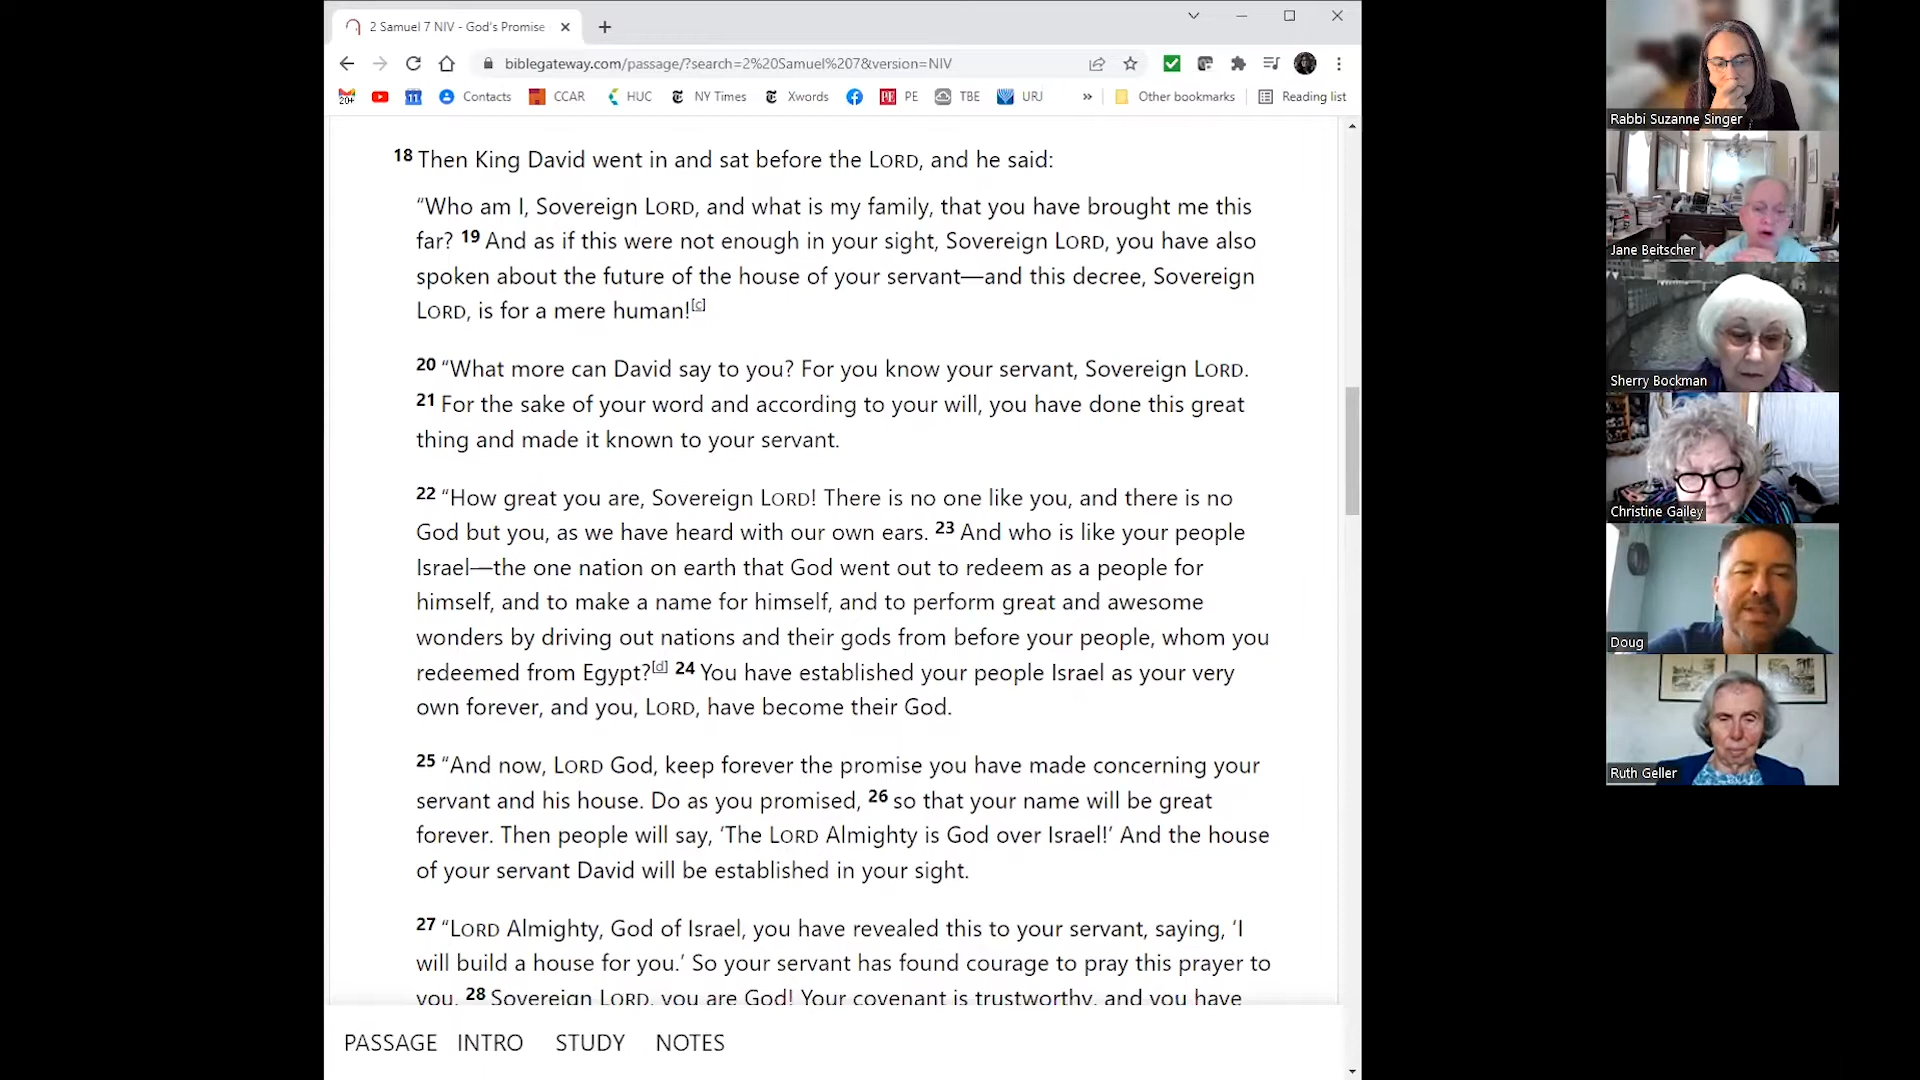 2 Samuel 7 NIV - God's Promise
biblegateway.com/passage/?search=2%20Samuel%207&version=NIV
20+
11
Contacts
CCAR
HUC
NY Times
Xwords
PE
PE
TBE
URJ
»
Other bookmarks
Reading list
18 Then King David went in and sat before the LORD, and he said:
“Who am I, Sovereign LORD, and what is my family, that you have brought me this
far? 19 And as if this were not enough in your sight, Sovereign LORD, you have also
spoken about the future of the house of your servant—and this decree, Sovereign
LORD, is for a mere human![c]
20 “What more can David say to you? For you know your servant, Sovereign LORD.
21 For the sake of your word and according to your will, you have done this great
thing and made it known to your servant.
22 “How great you are, Sovereign LORD! There is no one like you, and there is no
God but you, as we have heard with our own ears. 23 And who is like your people
Israel—the one nation on earth that God went out to redeem as a people for
himself, and to make a name for himself, and to perform great and awesome
wonders by driving out nations and their gods from before your people, whom you
redeemed from Egypt?[d] 24 You have established your people Israel as your very
own forever, and you, LORD, have become their God.
25 “And now, LORD God, keep forever the promise you have made concerning your
servant and his house. Do as you promised, 26 so that your name will be great
forever. Then people will say, ‘The LORD Almighty is God over Israel!’ And the house
of your servant David will be established in your sight.
27 “LORD Almighty, God of Israel, you have revealed this to your servant, saying, ‘I
will build a house for you.’ So your servant has found courage to pray this prayer to
you. 28 Sovereign LORD, you are God! Your covenant is trustworthy, and you have
PASSAGE INTRO STUDY NOTES
Rabbi Suzanne Singer
Jane Beitscher
Sherry Bockman
Christine Gailey
Doug
Ruth Geller